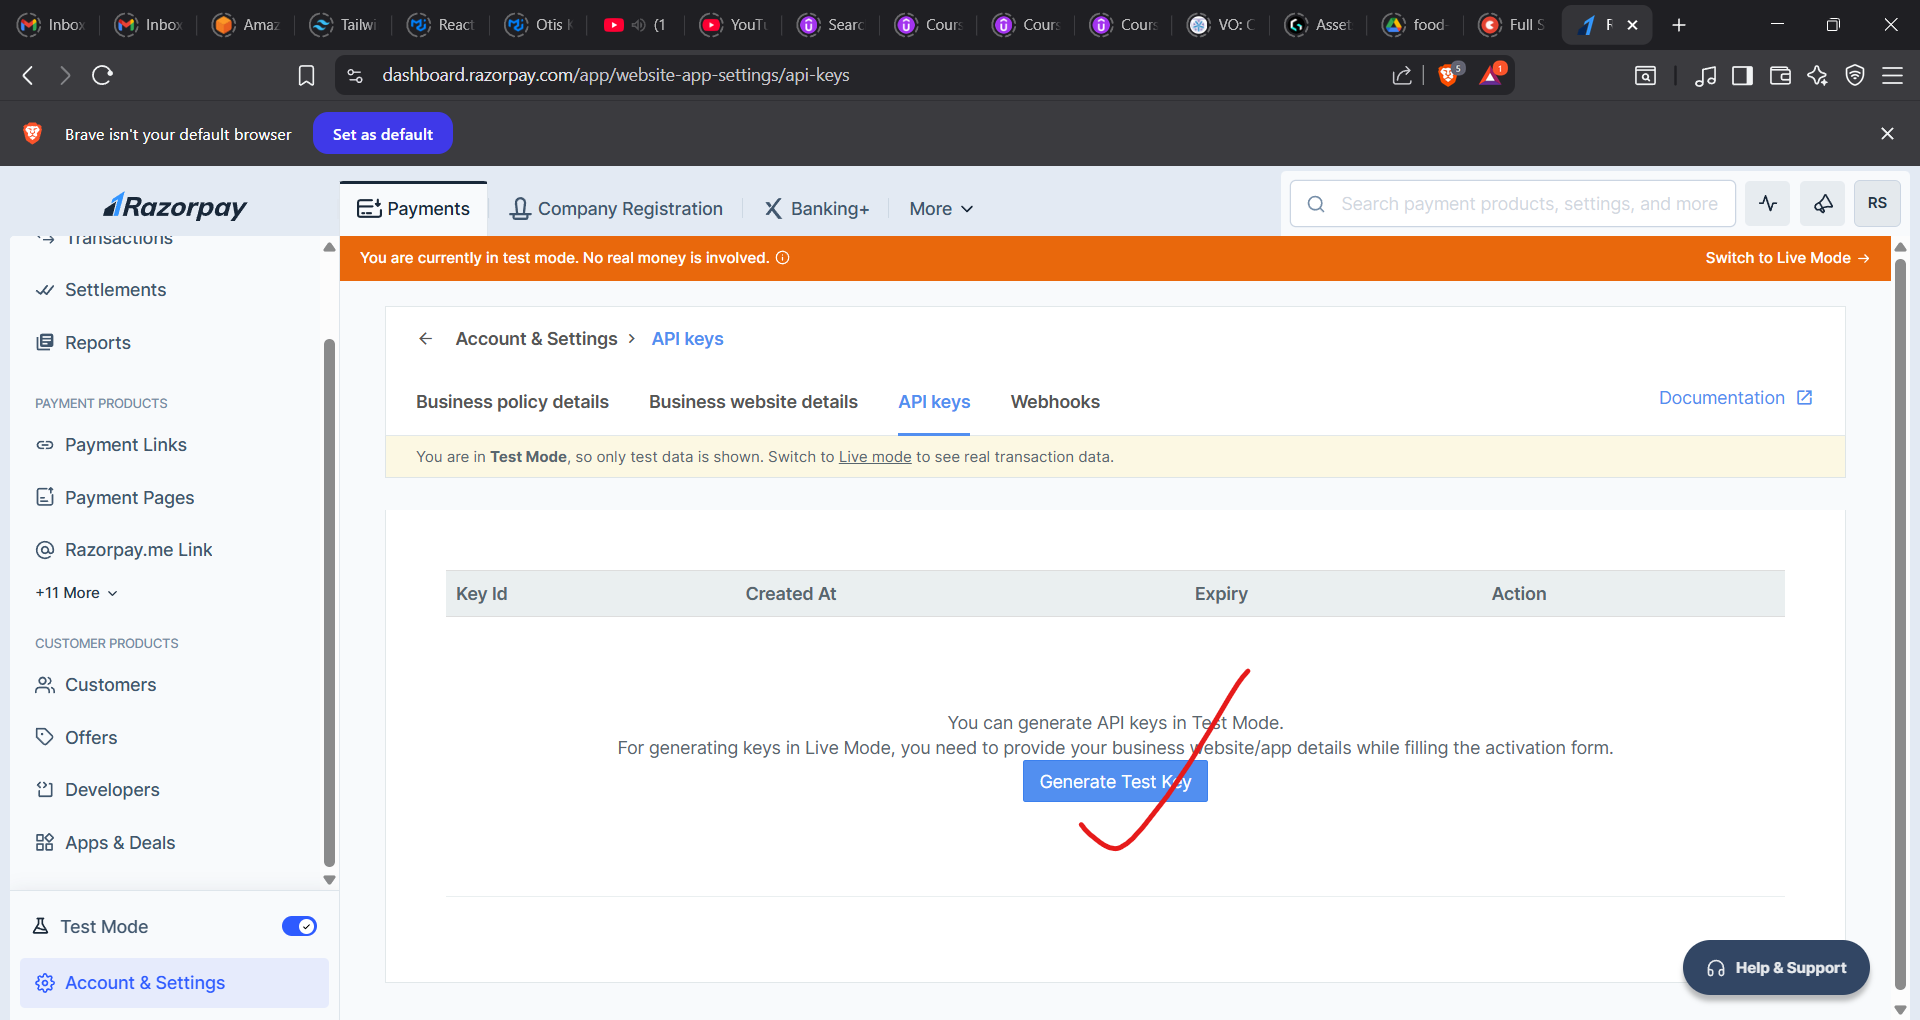 Inbox
Inbox
Amaz
Tailwi
React
Otis
(1
YouTu
Searc
Cours
Cours
Cours
VO: C
Asset
food-
Full S
dashboard.razorpay.com/app/website-app-settings/api-keys
5
1
Brave isn't your default browser
Set as default
Razorpay
Payments
Company Registration
Banking+
More
Search payment products, settings, and more
RS
Transactions
Settlements
Reports
PAYMENT PRODUCTS
Payment Links
Payment Pages
Razorpay.me Link
+11 More
CUSTOMER PRODUCTS
Customers
Offers
Developers
Apps & Deals
Test Mode
Account & Settings
You are currently in test mode. No real money is involved.
Switch to Live Mode →
Account & Settings > API keys
Business policy details
Business website details
API keys
Webhooks
Documentation
You are in Test Mode, so only test data is shown. Switch to Live mode to see real transaction data.
Key Id
Created At
Expiry
Action
You can generate API keys in Test Mode.
For generating keys in Live Mode, you need to provide your business website/app details while filling the activation form.
Generate Test Key
Help & Support